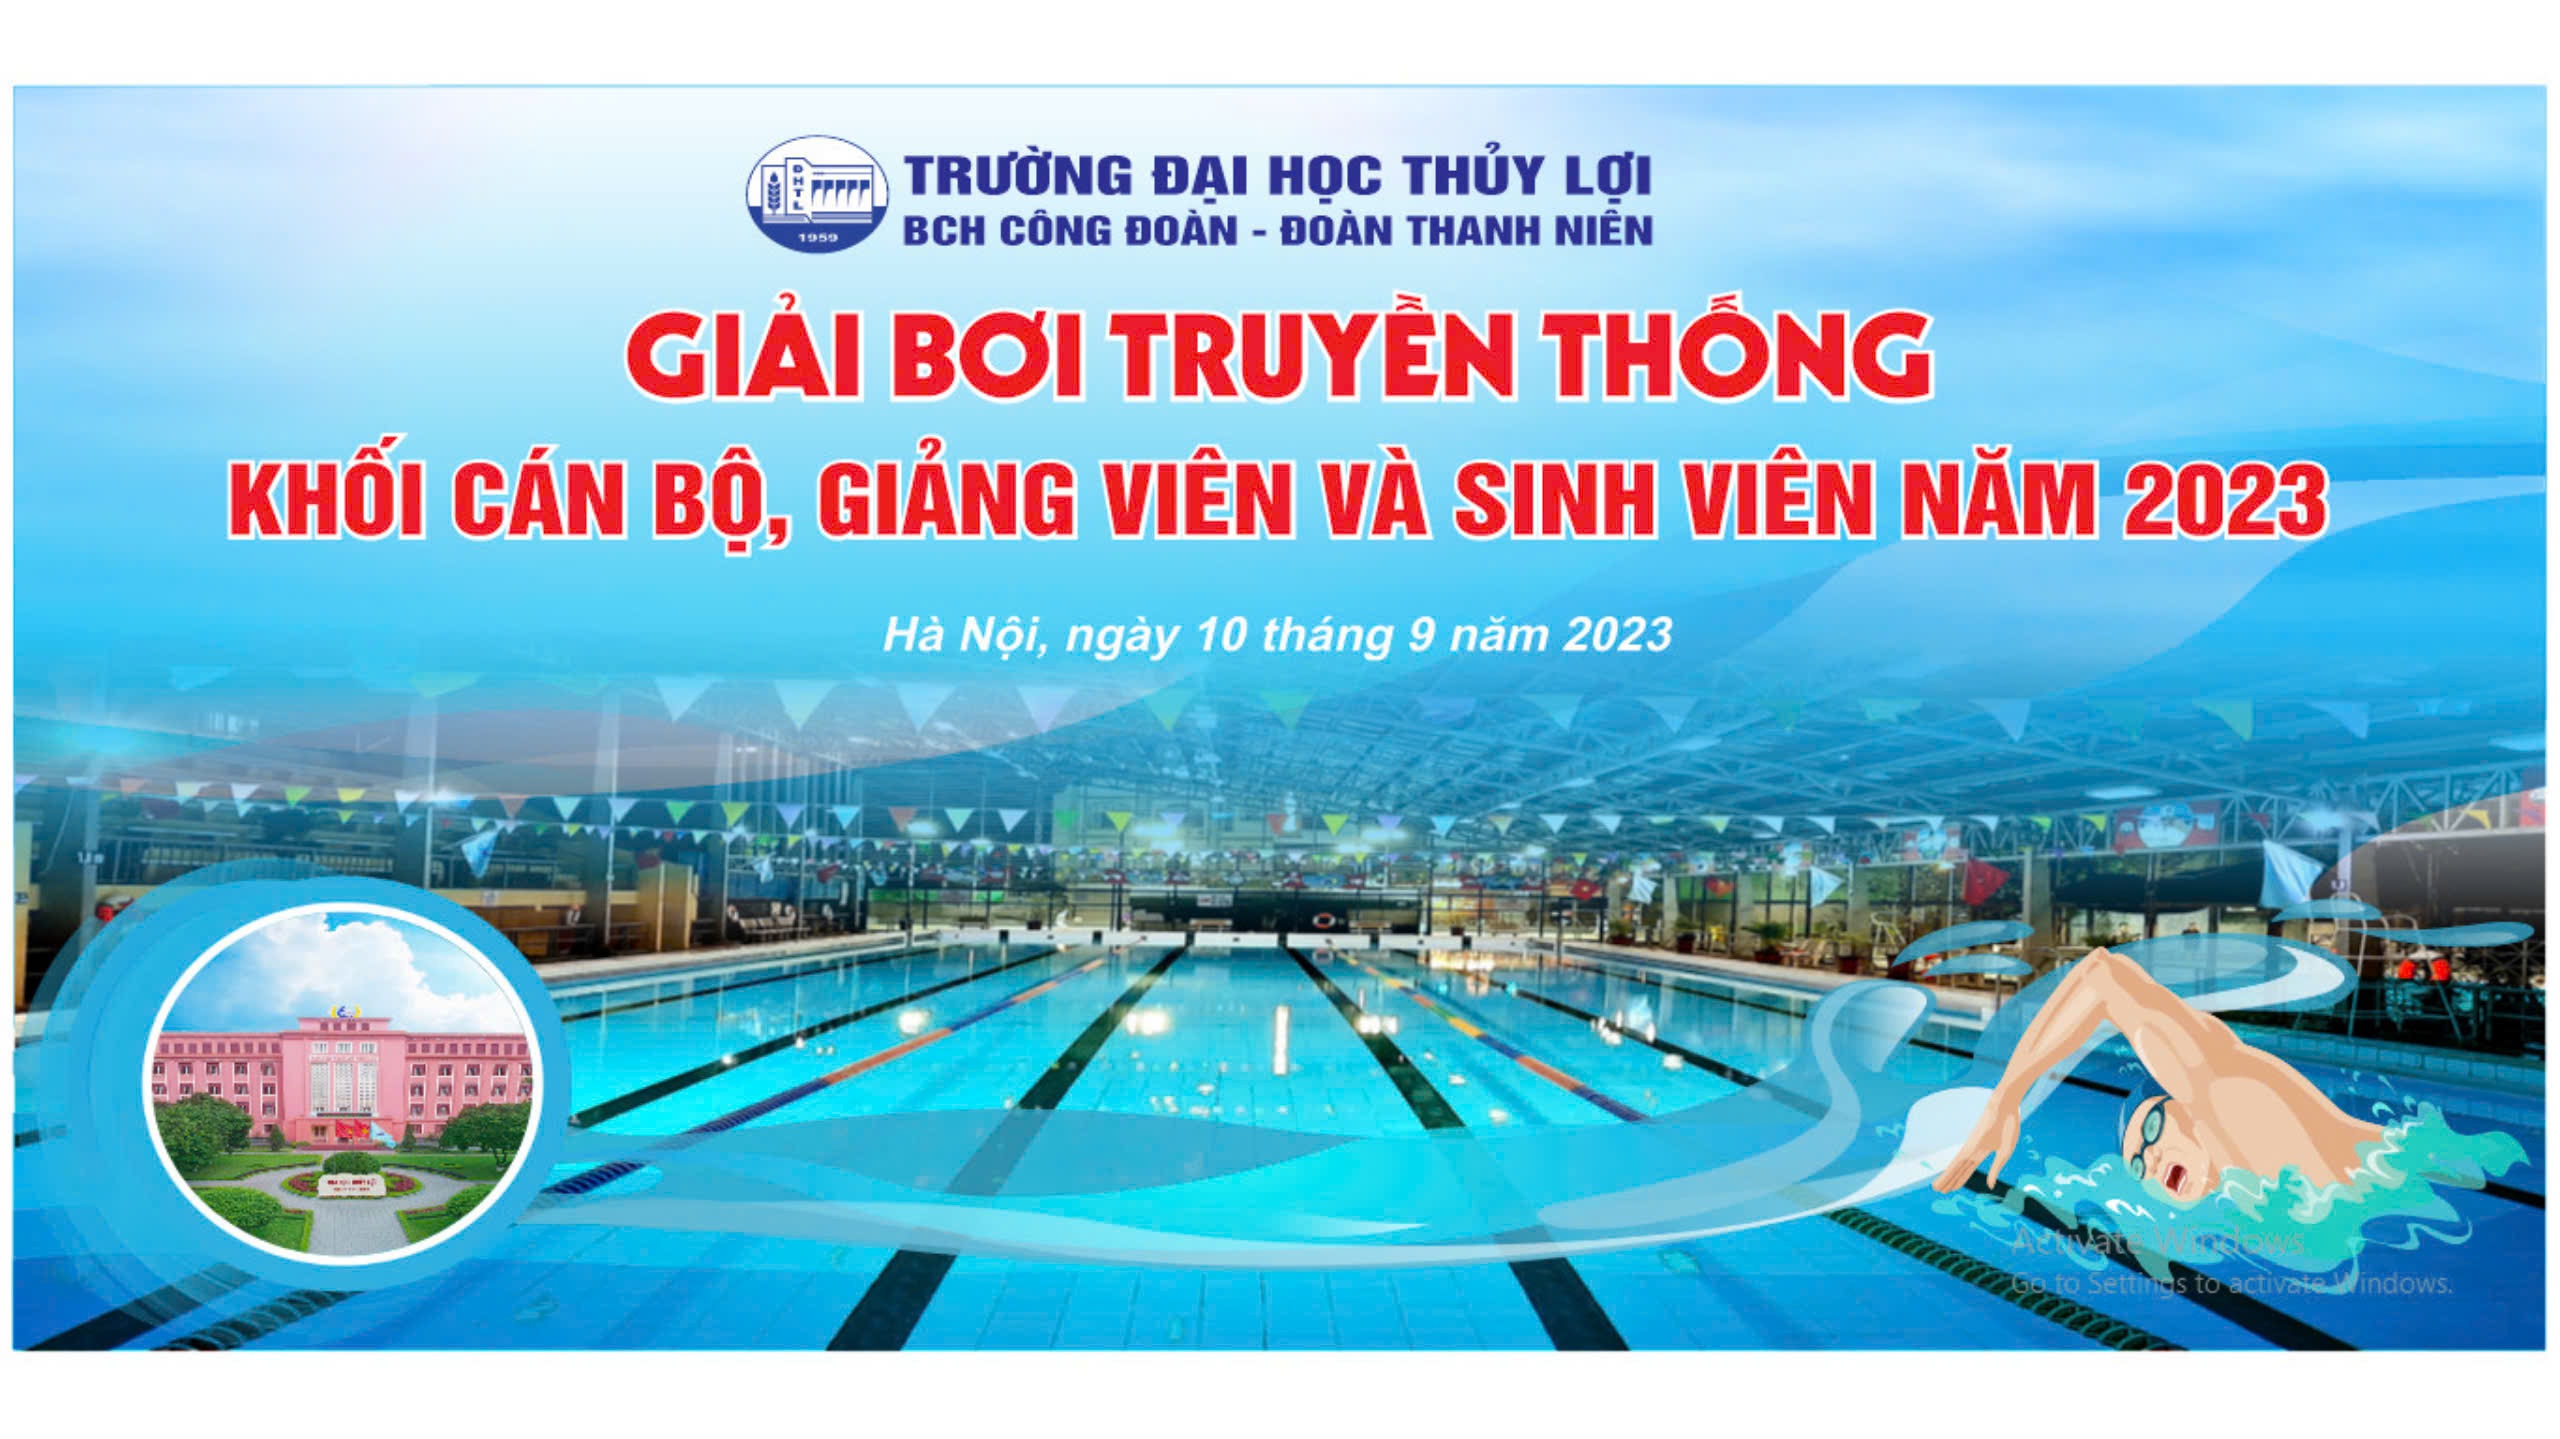 ĐHTL
1959
TRƯỜNG ĐẠI HỌC THỦY LỢI
BCH CÔNG ĐOÀN - ĐOÀN THANH NIÊN
GIẢI BƠI TRUYỀN THỐNG
KHỐI CÁN BỘ, GIẢNG VIÊN VÀ SINH VIÊN NĂM 2023
Hà Nội, ngày 10 tháng 9 năm 2023
Activate Windows
Go to Settings to activate Windows.